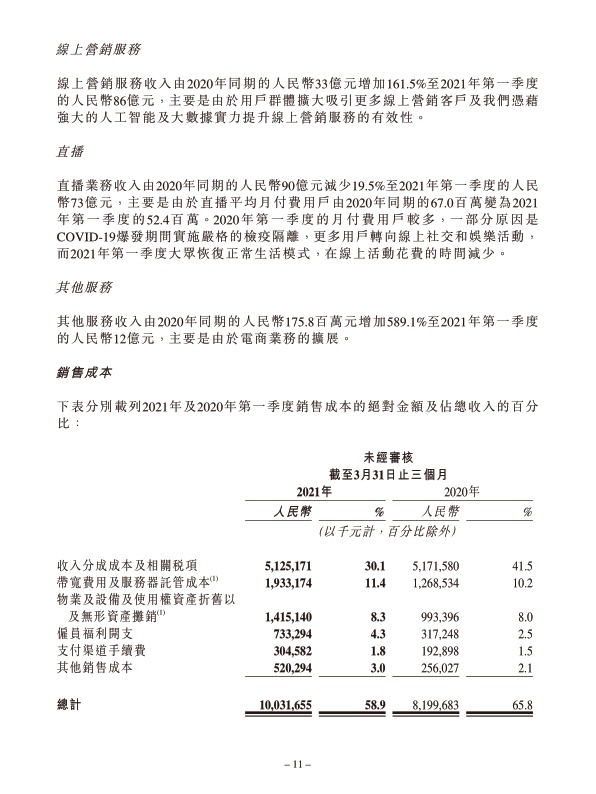 線上營銷服務
線上營銷服務收入由2020年同期的人民幣33億元增加161.5%至2021年第一季度
的人民幣86億元，主要是由於用戶群體擴大吸引更多線上營銷客戶及我們憑藉
強大的人工智能及大數據實力提升線上營銷服務的有效性。
直播
直播業務收入由2020年同期的人民幣90億元減少19.5%至2021年第一季度的人民
幣73億元，主要是由於直播平均月付費用戶由2020年同期的67.0百萬變為2021
年第一季度的52.4百萬。2020年第一季度的月付費用戶較多，一部分原因是
COVID-19爆發期間實施嚴格的檢疫隔離，更多用戶轉向線上社交和娛樂活動，
而2021年第一季度大眾恢復正常生活模式，在線上活動花費的時間減少。
其他服務
其他服務收入由2020年同期的人民幣175.8百萬元增加589.1%至2021年第一季度
的人民幣12億元，主要是由於電商業務的擴展。
銷售成本
下表分別載列2021年及2020年第一季度銷售成本的絕對金額及佔總收入的百分
比：
未經審核
截至3月31日止三個月
2021年 2020年
人民幣 % 人民幣 %
(以千元計，百分比除外)
收入分成成本及相關稅項 5,125,171 30.1 5,171,580 41.5
帶寬費用及服務器託管成本(1) 1,933,174 11.4 1,268,534 10.2
物業及設備及使用權資產折舊以
及無形資產攤銷(1) 1,415,140 8.3 993,396 8.0
僱員福利開支 733,294 4.3 317,248 2.5
支付渠道手續費 304,582 1.8 192,898 1.5
其他銷售成本 520,294 3.0 256,027 2.1
總計 10,031,655 58.9 8,199,683 65.8
– 11 –